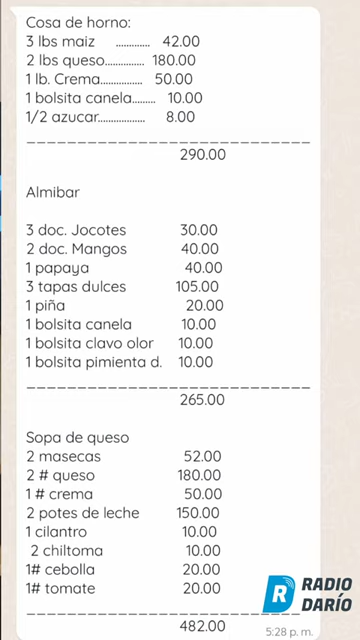 Cosa de horno:
3 lbs maiz ............. 42.00
2 lbs queso............... 180.00
1 lb. Crema................ 50.00
1 bolsita canela......... 10.00
1/2 azucar.................. 8.00
____________________________
290.00
Almibar
3 doc. Jocotes 30.00
2 doc. Mangos 40.00
1 papaya 40.00
3 tapas dulces 105.00
1 piña 20.00
1 bolsita canela 10.00
1 bolsita clavo olor 10.00
1 bolsita pimienta d. 10.00
____________________________
265.00
Sopa de queso
2 masecas 52.00
2 # queso 180.00
1 # crema 50.00
2 potes de leche 150.00
1 cilantro 10.00
2 chiltoma 10.00
1# cebolla 20.00
1# tomate 20.00
____________________________
482.00
5:28 p. m.
RADIO
DARÍO